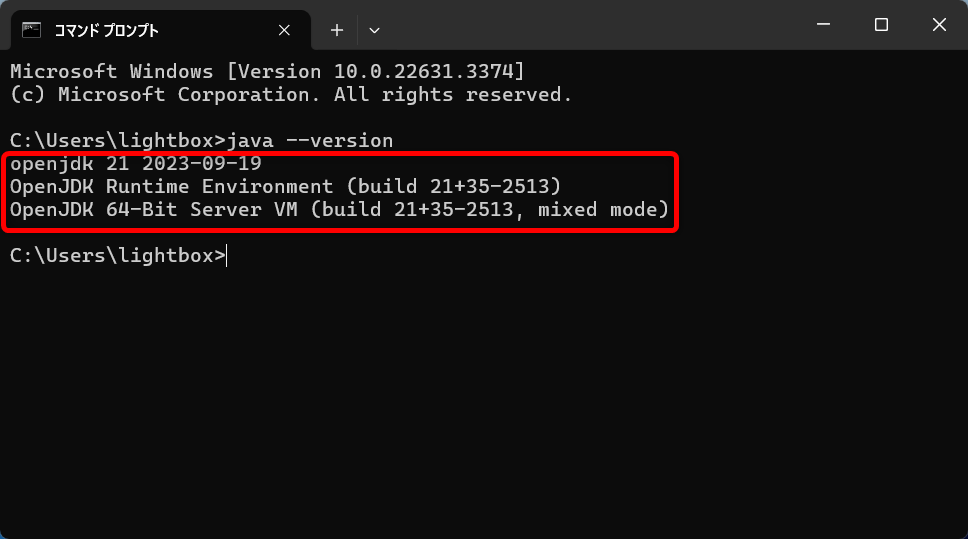 コマンド プロンプト
Microsoft Windows [Version 10.0.22631.3374]
(c) Microsoft Corporation. All rights reserved.
C:\Users\lightbox>java --version
openjdk 21 2023-09-19
OpenJDK Runtime Environment (build 21+35-2513)
OpenJDK 64-Bit Server VM (build 21+35-2513, mixed mode)
C:\Users\lightbox>